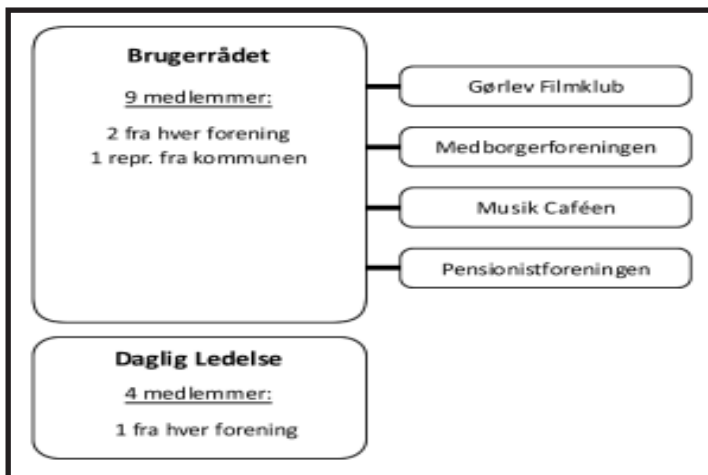 Brugerrådet
9 medlemmer:
2 fra hver forening
1 repr. fra kommunen
Gørlev Filmklub
Medborgerforeningen
Musik Caféen
Pensionistforeningen
Daglig Ledelse
4 medlemmer:
1 fra hver forening